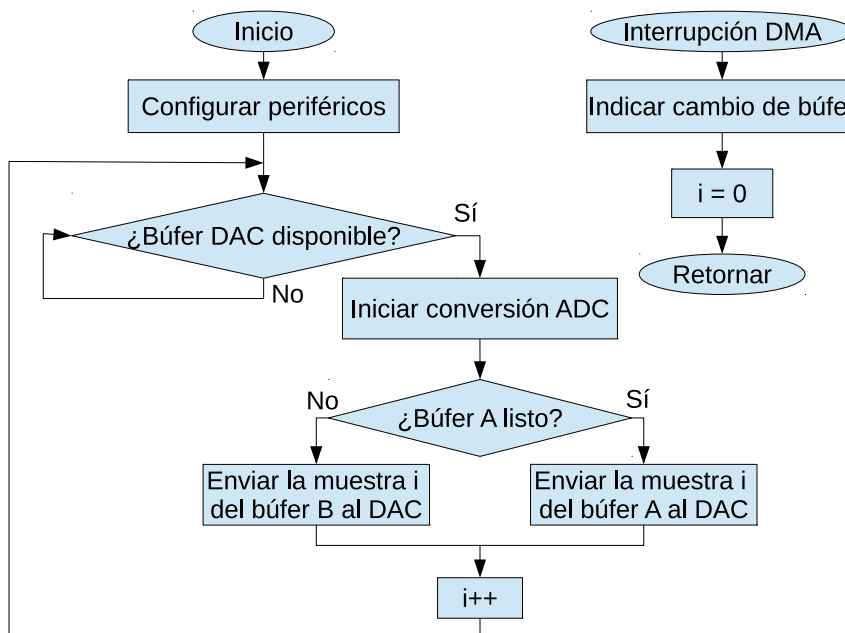 Inicio
Configurar periféricos
¿Búfer DAC disponible?
Sí
No
Iniciar conversión ADC
¿Búfer A listo?
No
Sí
Enviar la muestra i
del búfer B al DAC
Enviar la muestra i
del búfer A al DAC
i++
Interrupción DMA
Indicar cambio de búfe
i = 0
Retornar